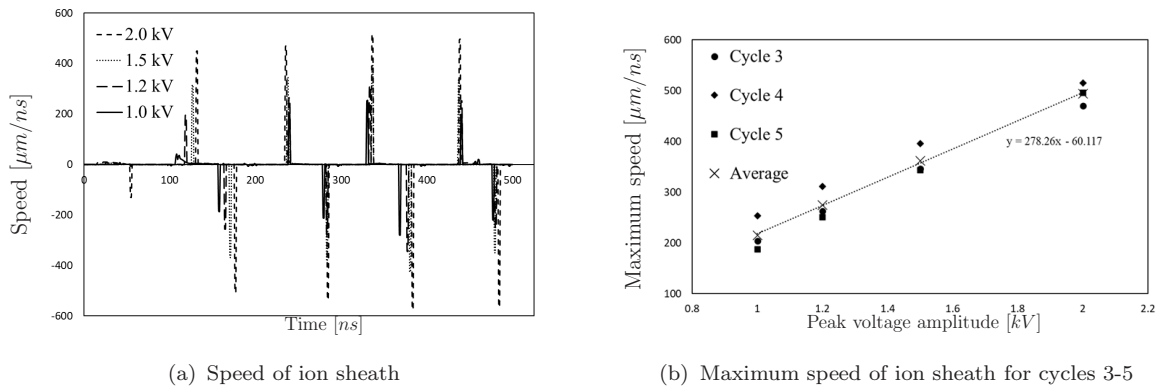 600
400
200
0
-200
-400
-600
0
100
200
300
400
500
Speed [μm/ns]
Time [ns]
2.0 kV
1.5 kV
1.2 kV
1.0 kV
(a) Speed of ion sheath
600
500
400
300
200
100
0.8
1
1.2
1.4
1.6
1.8
2
2.2
Maximum speed [μm/ns]
Peak voltage amplitude [kV]
Cycle 3
Cycle 4
Cycle 5
Average
y = 278.26x - 60.117
(b) Maximum speed of ion sheath for cycles 3-5